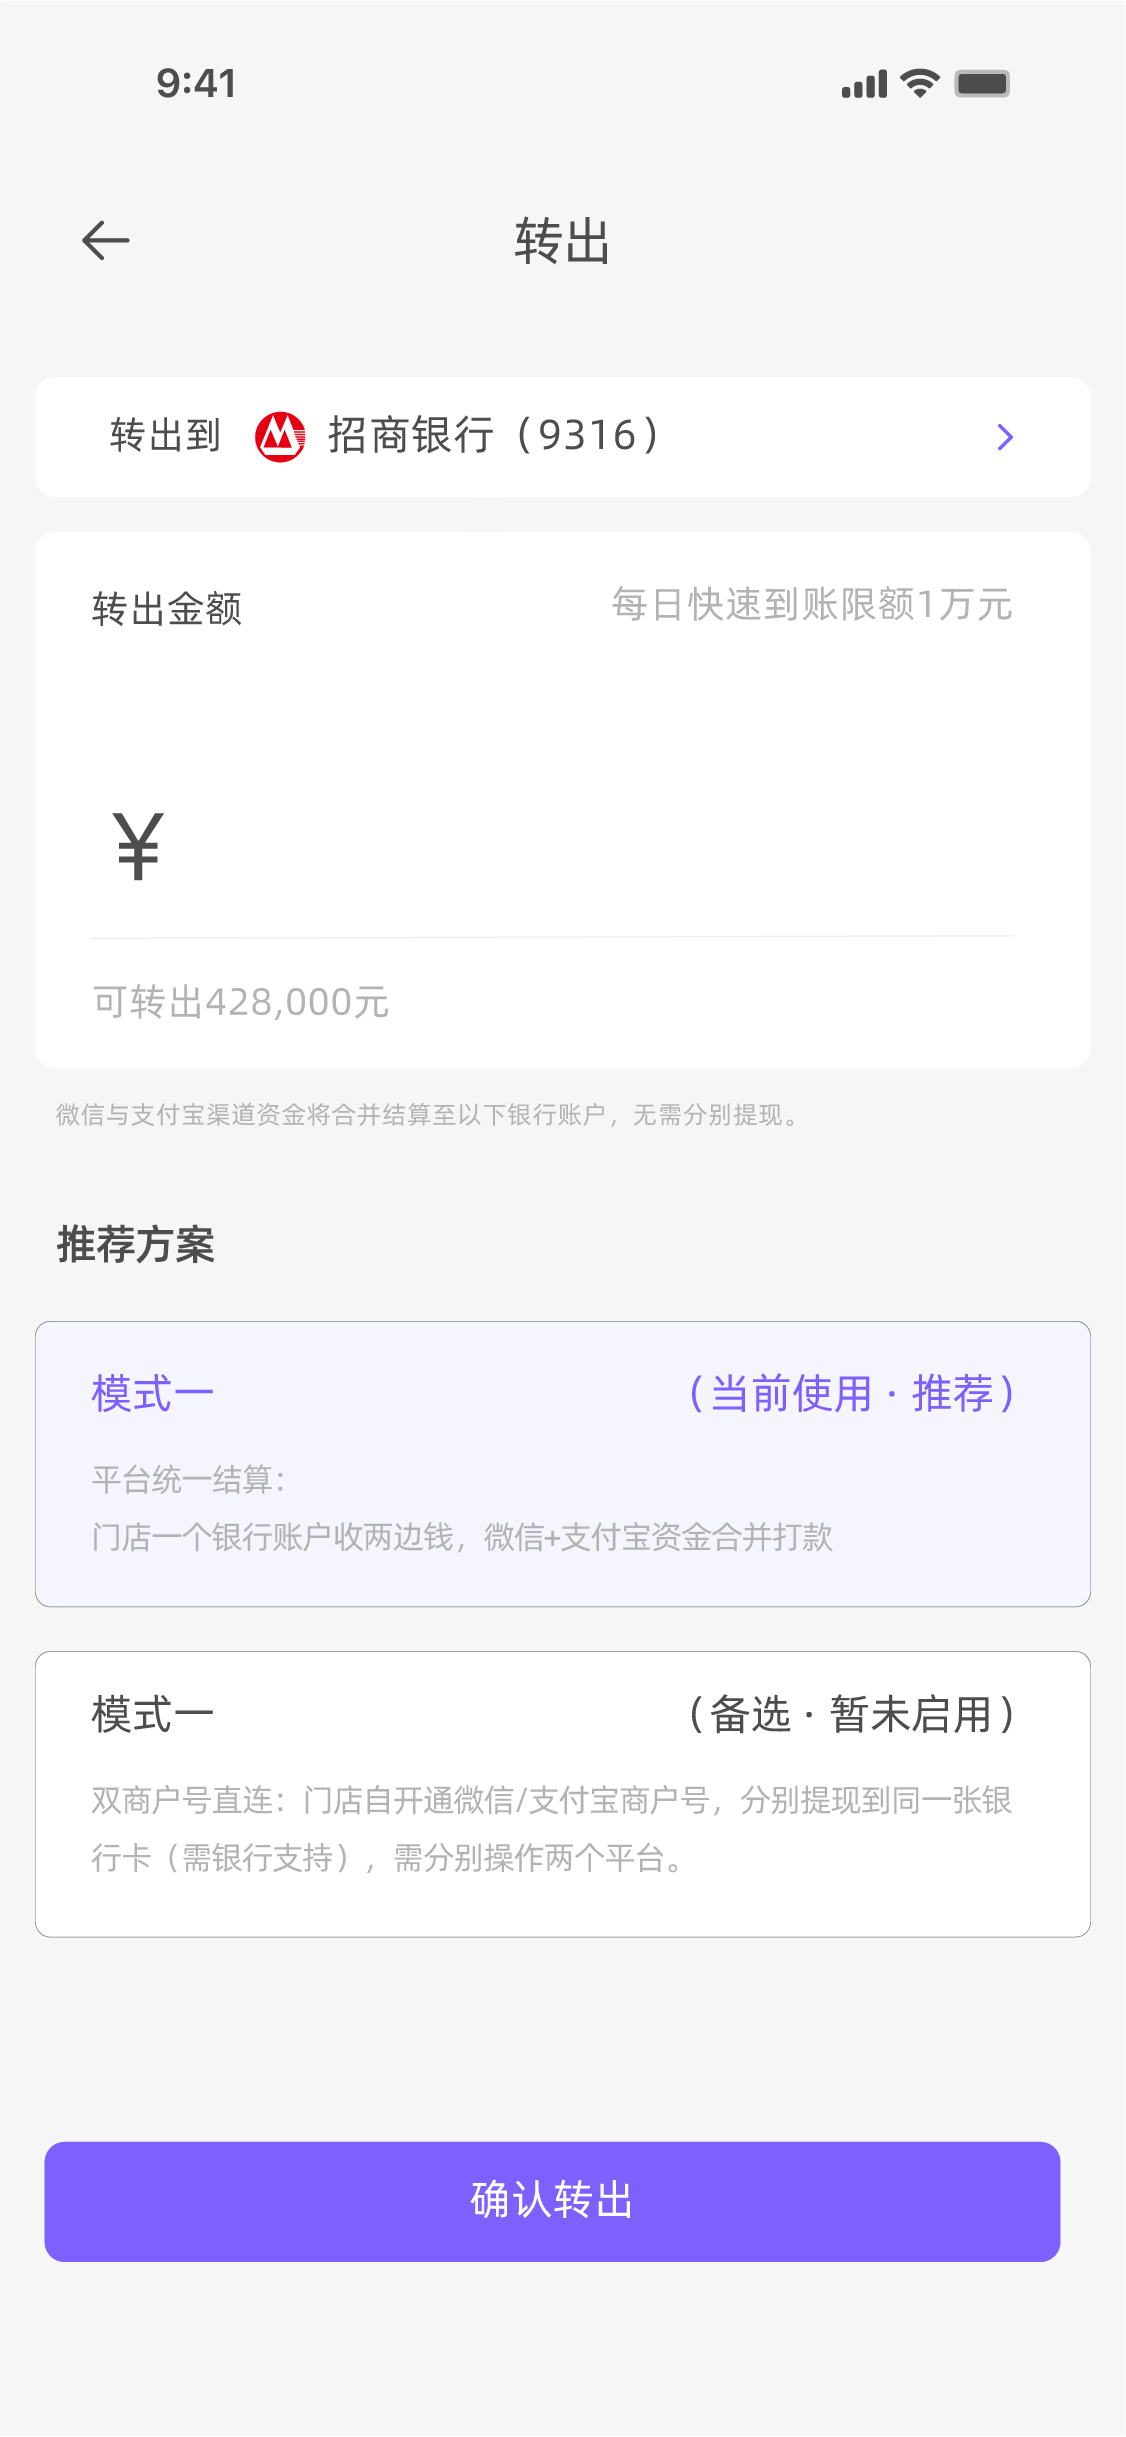 9:41
转出
转出到 招商银行（9316）
转出金额 每日快速到账限额1万元
¥
可转出428,000元
微信与支付宝渠道资金将合并结算至以下银行账户，无需分别提现。
推荐方案
模式一 （当前使用 · 推荐）
平台统一结算：
门店一个银行账户收两边钱，微信+支付宝资金合并打款
模式一 （备选 · 暂未启用）
双商户号直连：门店自开通微信/支付宝商户号，分别提现到同一张银
行卡（需银行支持），需分别操作两个平台。
确认转出